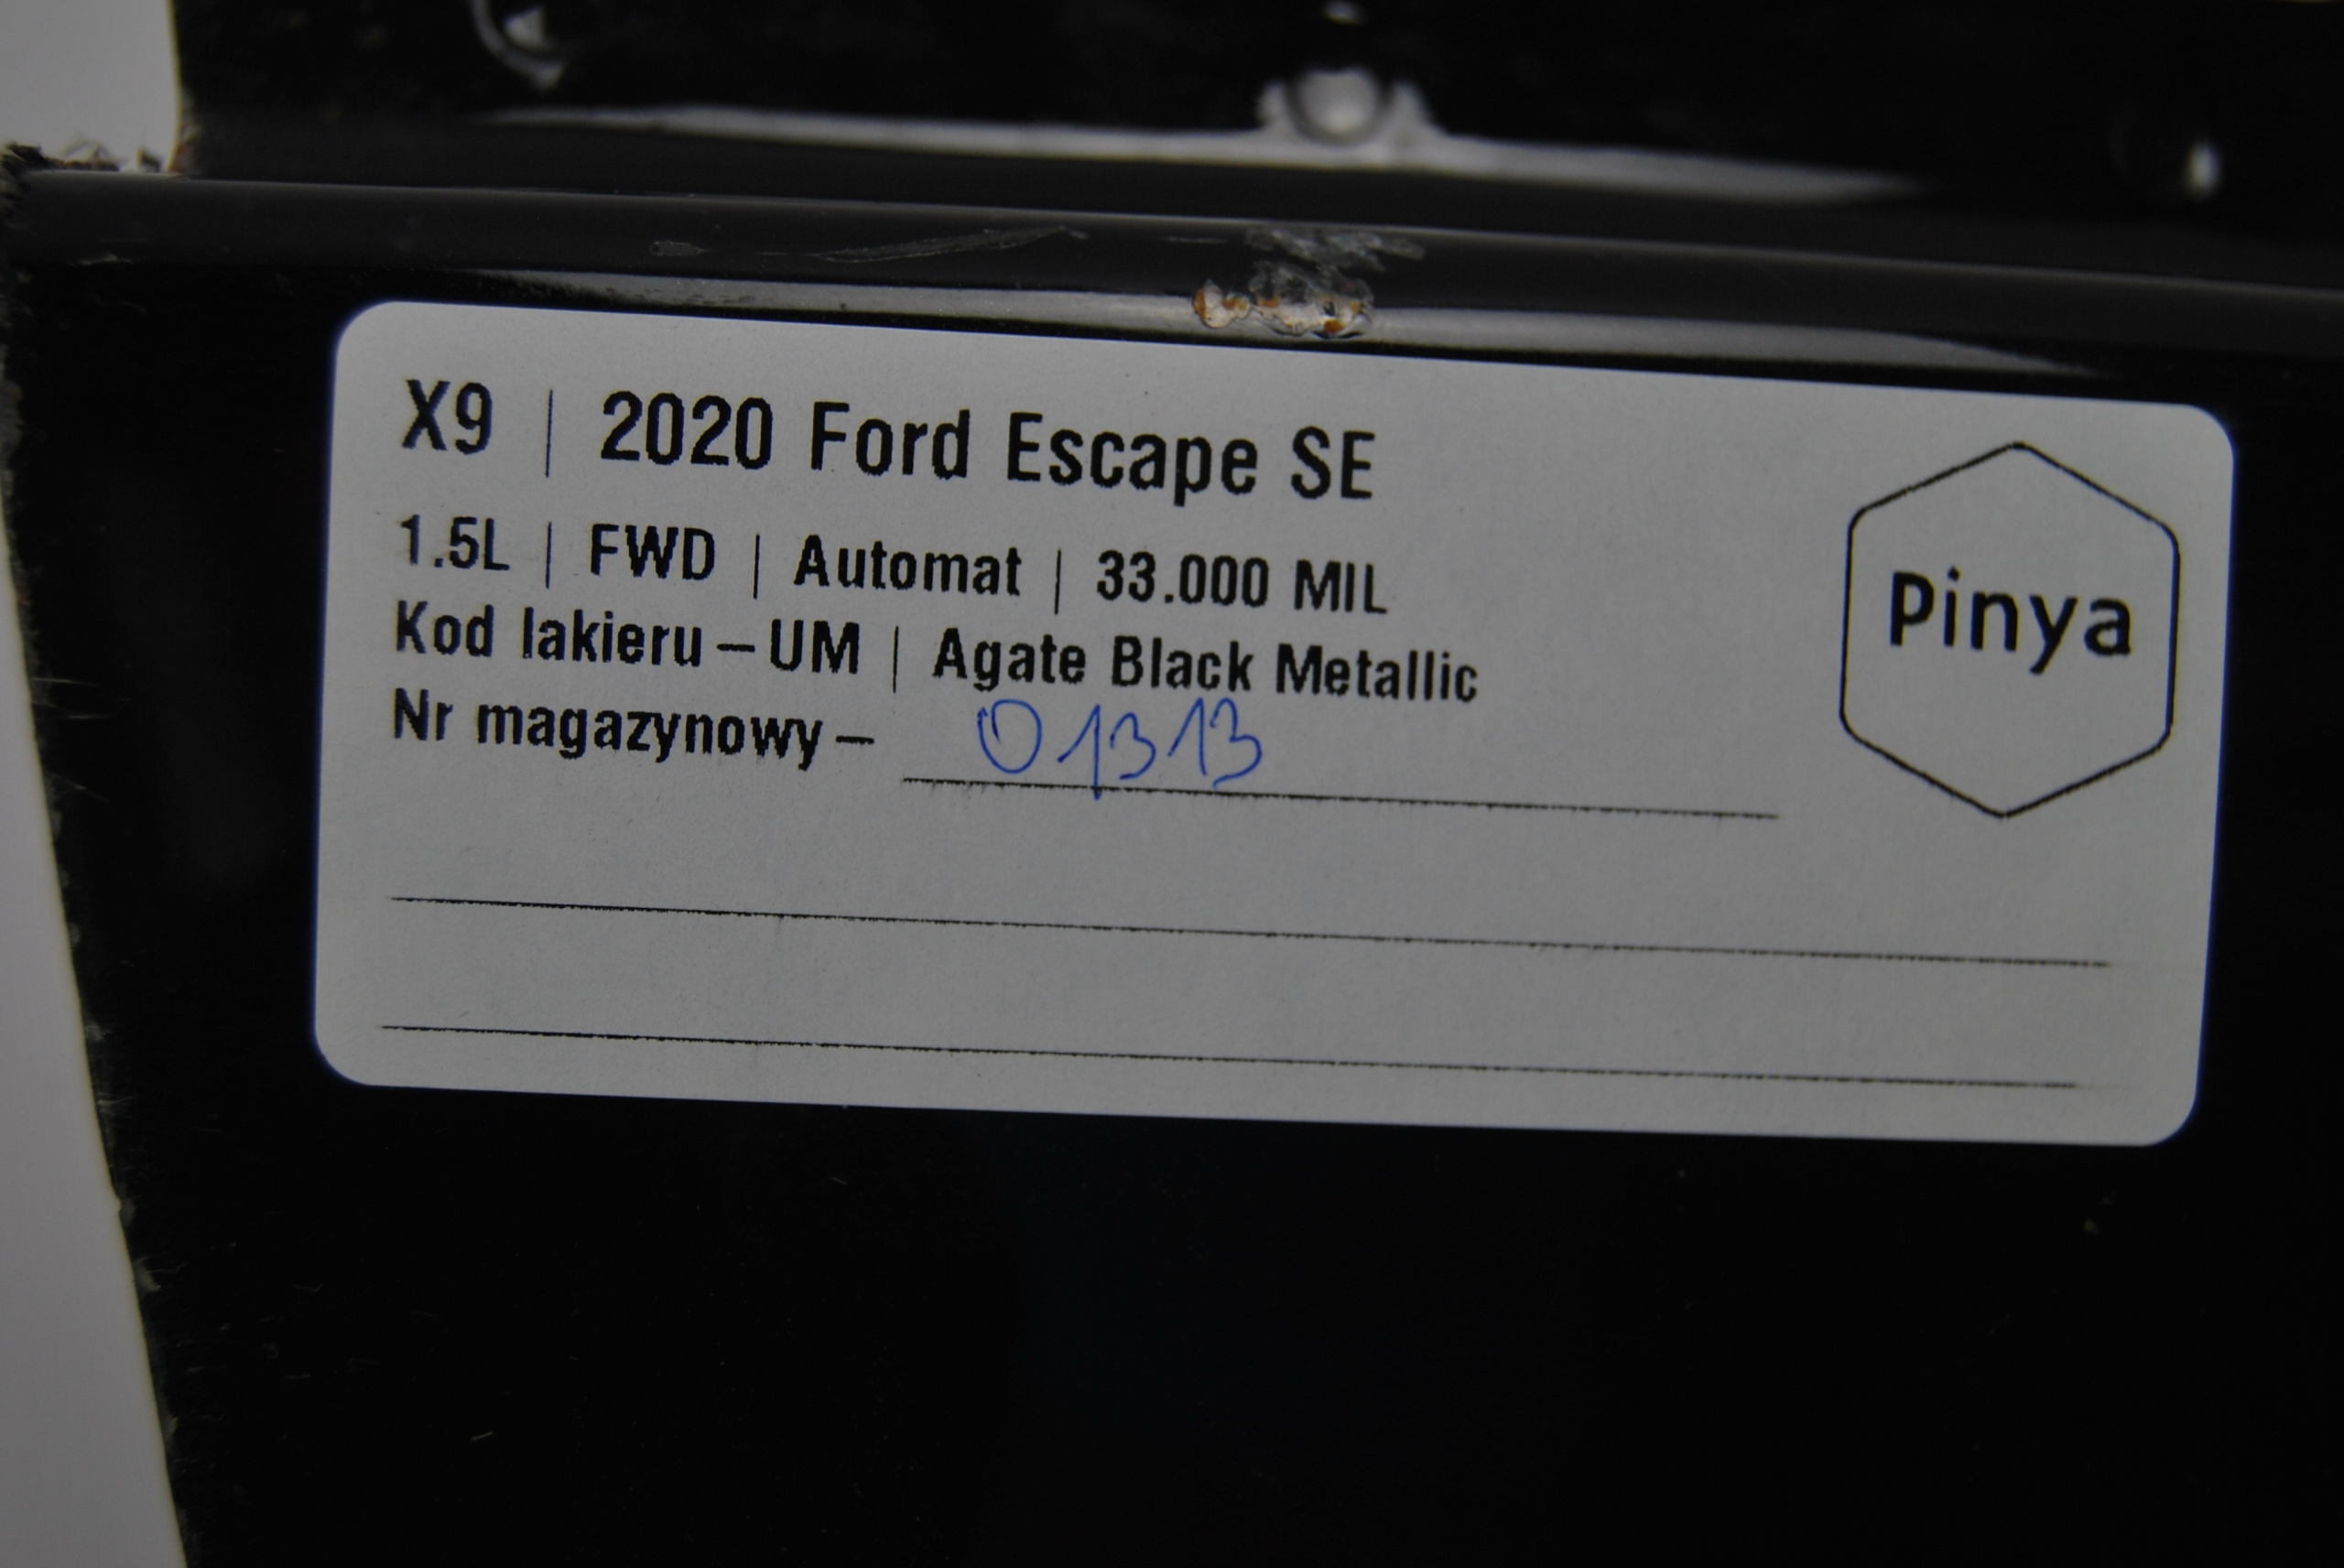 X9 | 2020 Ford Escape SE
1.5L | FWD | Automat | 33.000 MIL
Kod lakieru – UM | Agate Black Metallic
Nr magazynowy – 01313
Pinya